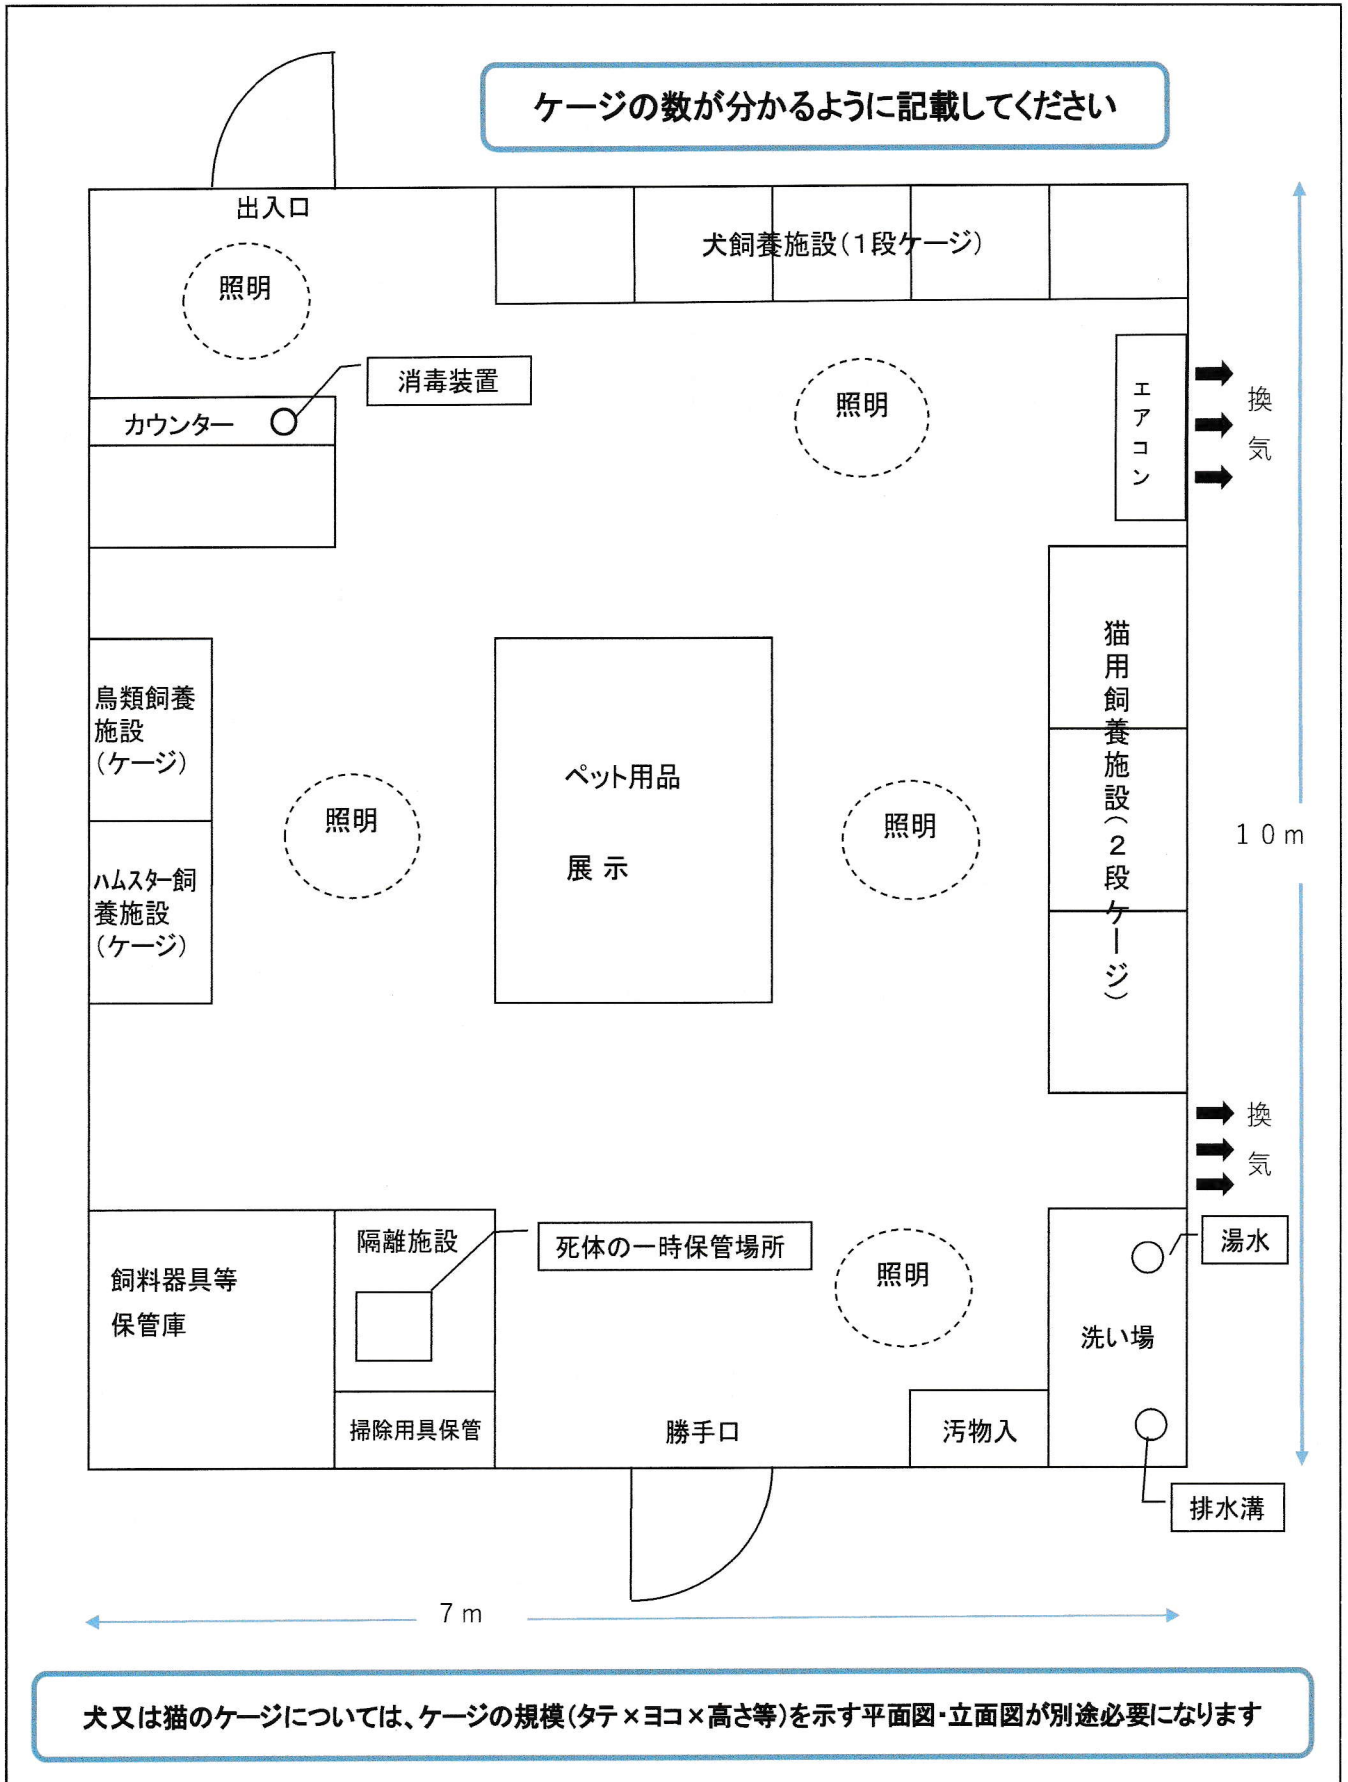 ケージの数が分かるように記載してください
出入口
犬飼養施設(1段ケージ)
照明
消毒装置
照明
エアコン
換気
カウンター
猫用飼養施設(2段ケージ)
鳥類飼養
施設
(ケージ)
ペット用品
展示
照明
照明
10m
ハムスター飼
養施設
(ケージ)
換気
隔離施設
死体の一時保管場所
照明
湯水
飼料器具等
保管庫
洗い場
掃除用具保管
勝手口
汚物入
排水溝
7m
犬又は猫のケージについては、ケージの規模(タテ×ヨコ×高さ等)を示す平面図・立面図が別途必要になります